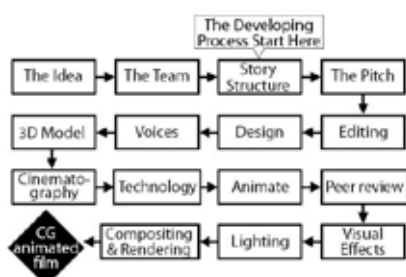 The Developing
Process Start Here
The Idea
The Team
Story
Structure
The Pitch
3D Model
Voices
Design
Editing
Cinemato-
graphy
Technology
Animate
Peer review
CG
animated
film
Compositing
& Rendering
Lighting
Visual
Effects